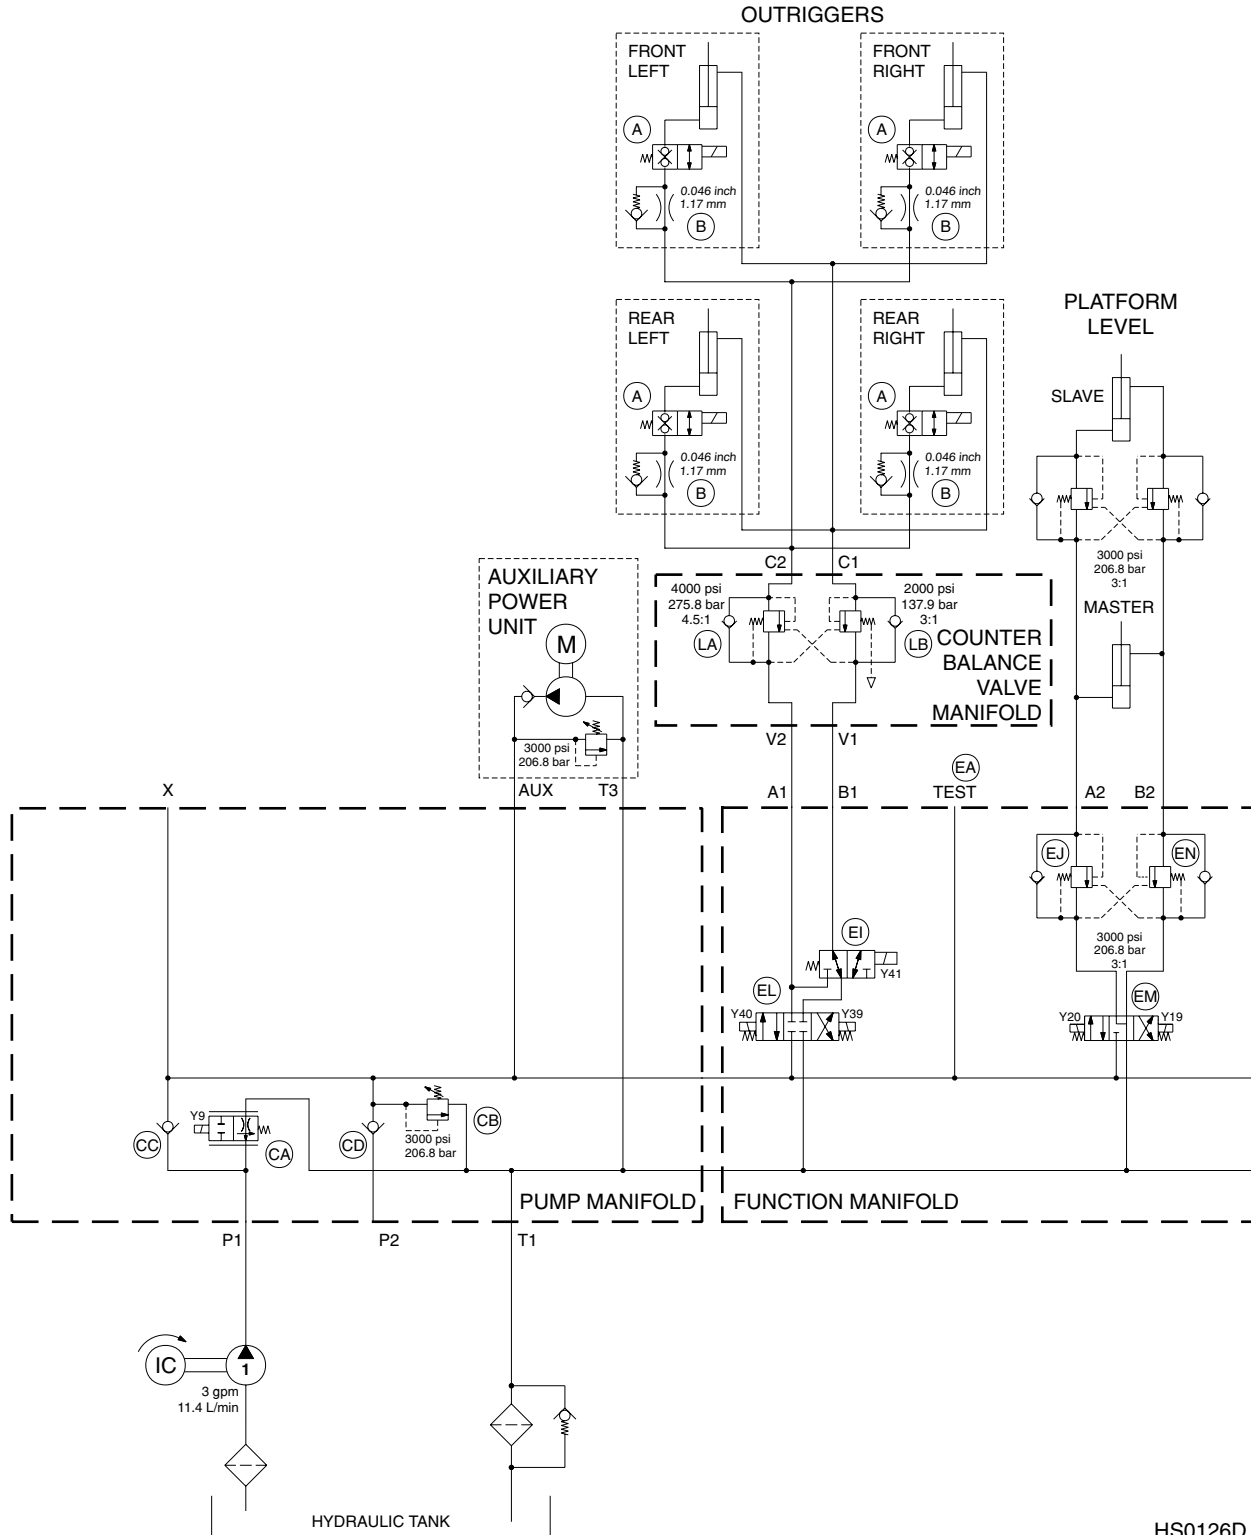 OUTRIGGERS
FRONT
LEFT
A
0.046 inch
1.17 mm
B
FRONT
RIGHT
A
0.046 inch
1.17 mm
B
REAR
LEFT
A
0.046 inch
1.17 mm
B
REAR
RIGHT
A
0.046 inch
1.17 mm
B
PLATFORM
LEVEL
SLAVE
3000 psi
206.8 bar
3:1
MASTER
C2
C1
4000 psi
275.8 bar
4.5:1
LA
2000 psi
137.9 bar
3:1
LB
COUNTER
BALANCE
VALVE
MANIFOLD
V2
V1
AUXILIARY
POWER
UNIT
M
3000 psi
206.8 bar
X
AUX
T3
A1
B1
EA
TEST
A2
B2
EJ
EN
3000 psi
206.8 bar
3:1
EI
Y41
EL
Y40
Y39
EM
Y20
Y19
Y9
CC
CA
CD
3000 psi
206.8 bar
CB
PUMP MANIFOLD
FUNCTION MANIFOLD
P1
P2
T1
IC
1
3 gpm
11.4 L/min
HYDRAULIC TANK
HS0126D